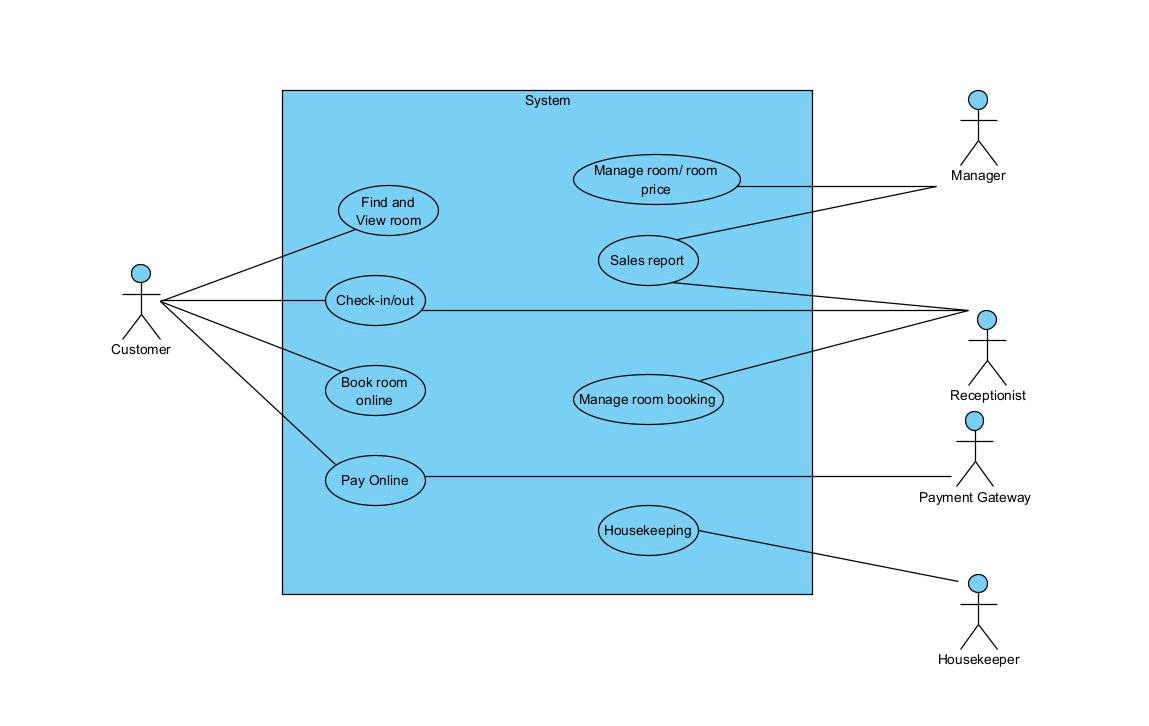 System
Manager
Manage room/ room
price
Find and
View room
Sales report
Check-in/out
Customer
Book room
online
Manage room booking
Receptionist
Pay Online
Payment Gateway
Housekeeping
Housekeeper